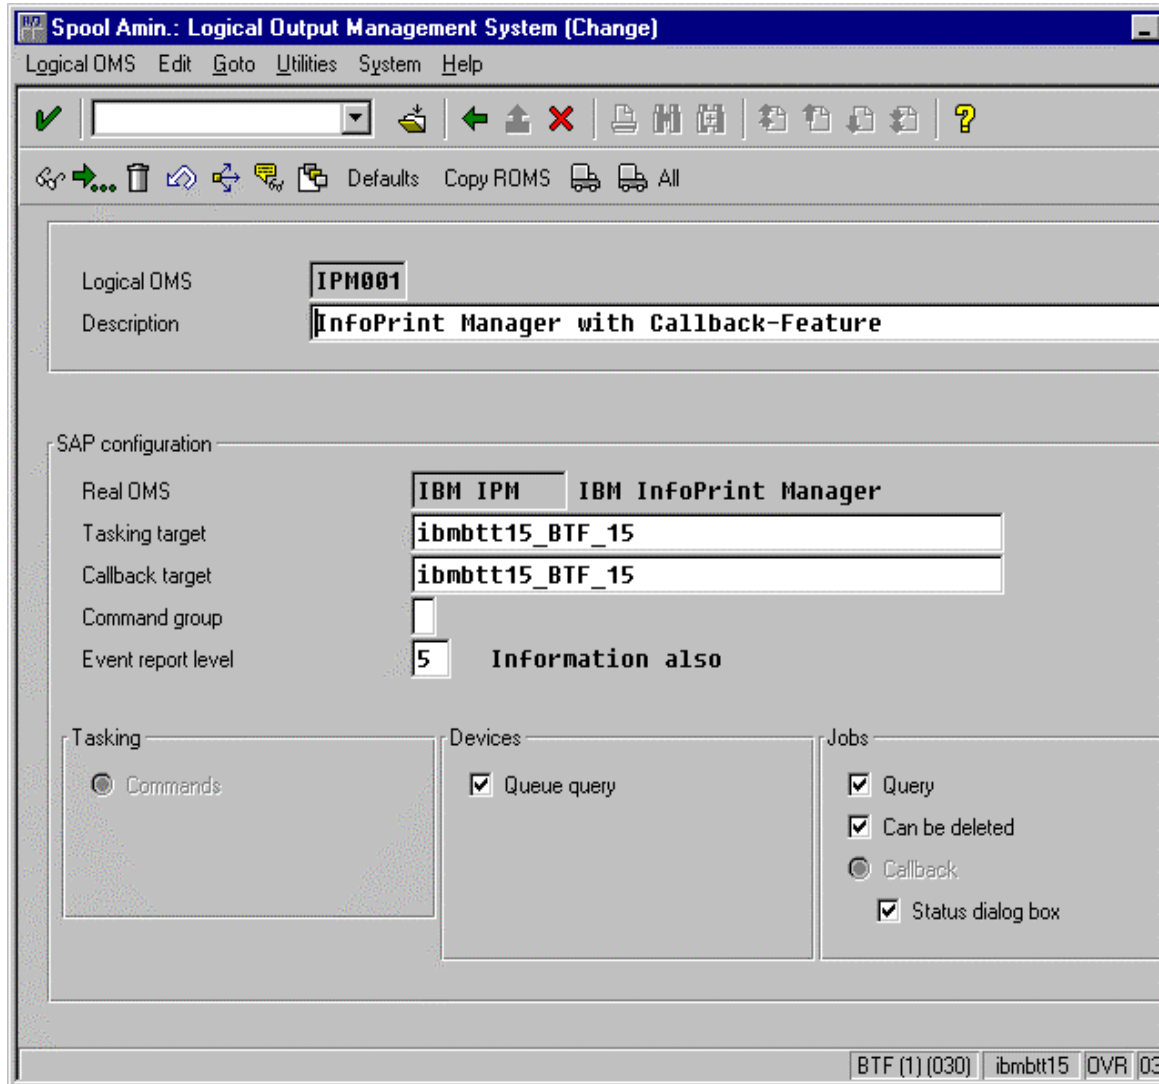 Spool Amin.: Logical Output Management System (Change)
Logical OMS Edit Goto Utilities System Help
Defaults Copy ROMS All
Logical OMS IPM001
Description InfoPrint Manager with Callback-Feature
SAP configuration
Real OMS IBM IPM IBM InfoPrint Manager
Tasking target ibmbtt15_BTF_15
Callback target ibmbtt15_BTF_15
Command group
Event report level 5 Information also
Tasking Devices Jobs
Commands Queue query Query
Can be deleted
Callback
Status dialog box
BTF (1) (030) ibmbtt15 OVR 03